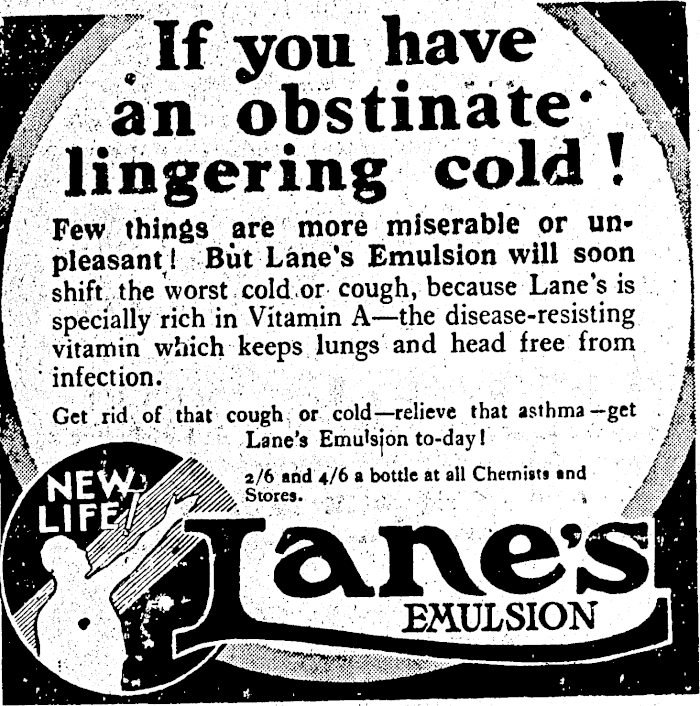 If you have
an obstinate
lingering cold!
Few things are more miserable or un-
pleasant! But Lane's Emulsion will soon
shift the worst cold or cough, because Lane's is
specially rich in Vitamin A—the disease-resisting
vitamin which keeps lungs and head free from
infection.
Get rid of that cough or cold—relieve that asthma—get
Lane's Emulsion to-day!
2/6 and 4/6 a bottle at all Chemists and
Stores.
NEW
LIFE!
Lane's
EMULSION